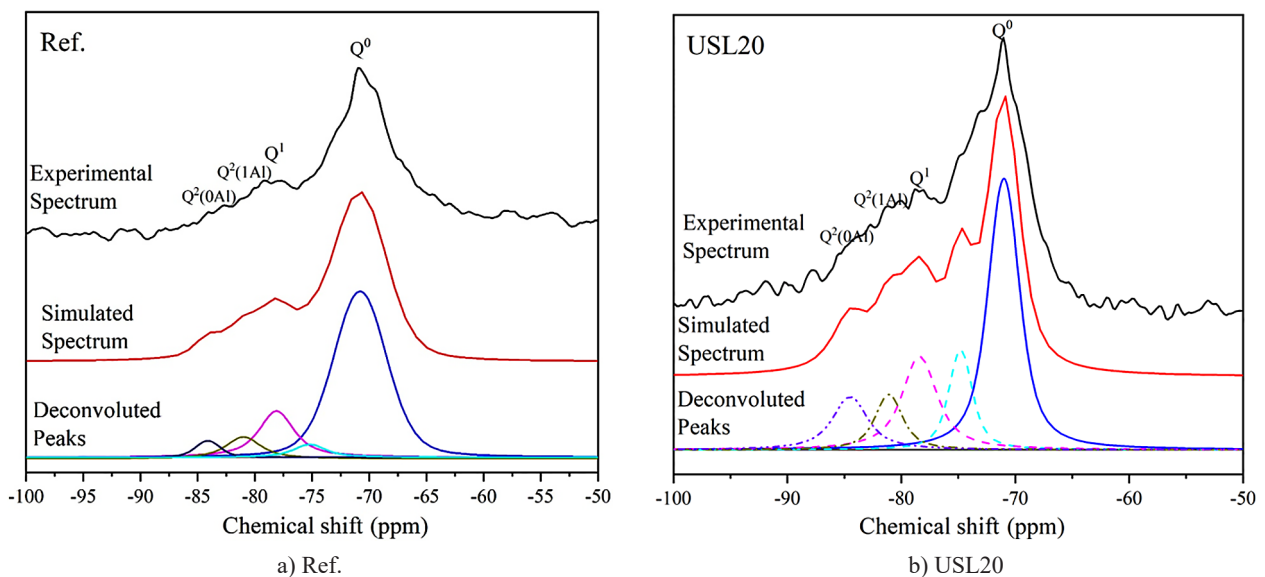 Ref.
Q⁰
Q¹
Q²(1Al)
Q²(0Al)
Experimental
Spectrum
Simulated
Spectrum
Deconvoluted
Peaks
-100 -95 -90 -85 -80 -75 -70 -65 -60 -55 -50
Chemical shift (ppm)
a) Ref.
USL20
Q⁰
Q¹
Q²(1Al)
Q²(0Al)
Experimental
Spectrum
Simulated
Spectrum
Deconvoluted
Peaks
-100 -90 -80 -70 -60 -50
Chemical shift (ppm)
b) USL20